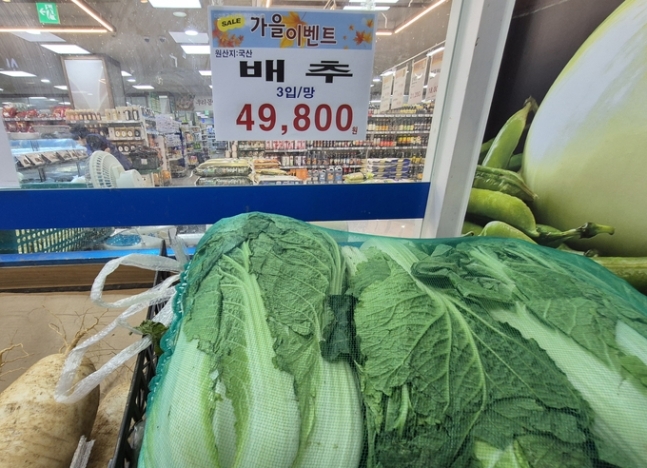 SALE 가을이벤트
원산지:국산
배 추
3입/망
49,800원